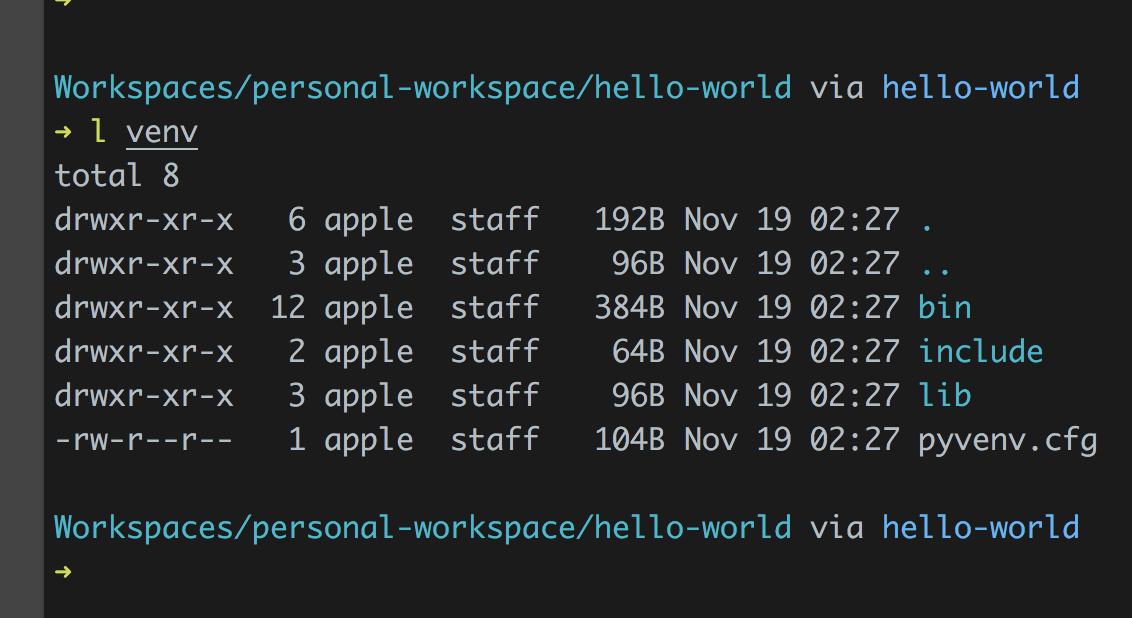 ➜
Workspaces/personal-workspace/hello-world via hello-world
➜ l venv
total 8
drwxr-xr-x   6 apple  staff   192B Nov 19 02:27 .
drwxr-xr-x   3 apple  staff    96B Nov 19 02:27 ..
drwxr-xr-x  12 apple  staff   384B Nov 19 02:27 bin
drwxr-xr-x   2 apple  staff    64B Nov 19 02:27 include
drwxr-xr-x   3 apple  staff    96B Nov 19 02:27 lib
-rw-r--r--   1 apple  staff   104B Nov 19 02:27 pyvenv.cfg
Workspaces/personal-workspace/hello-world via hello-world
➜